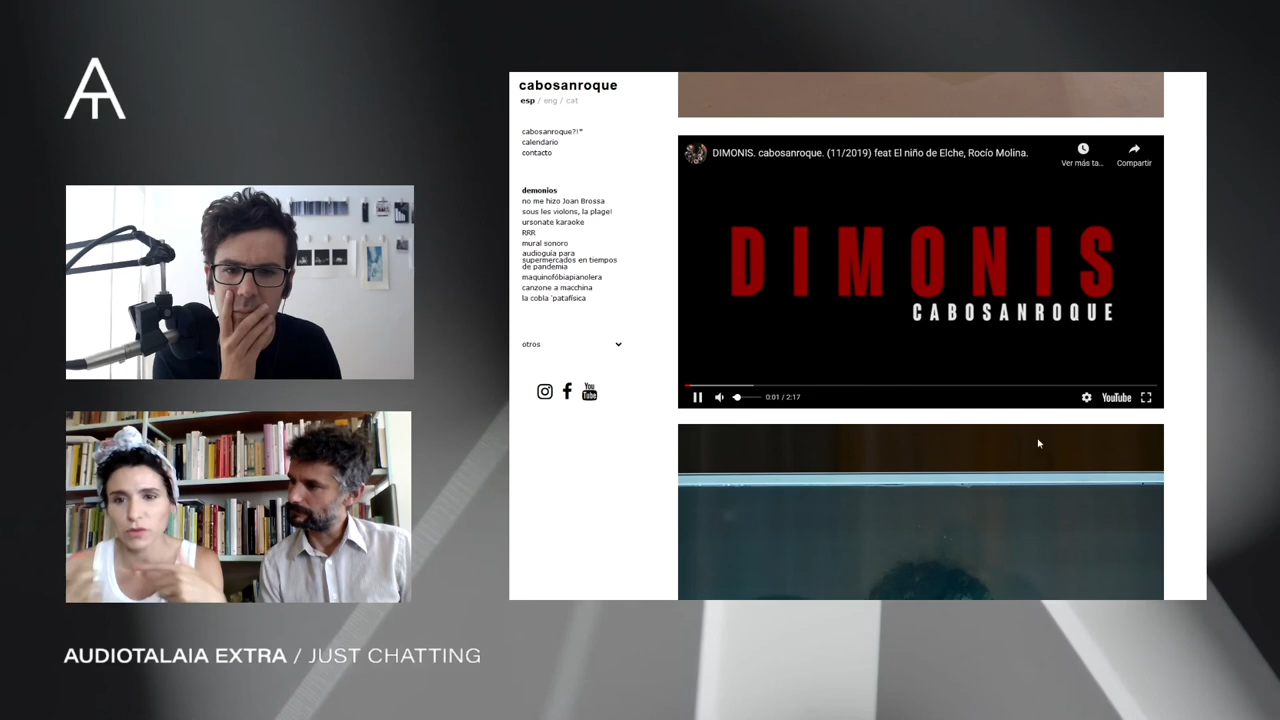 AT
cabosanroque
esp / eng / cat
cabosanroque?!*
calendario
contacto
demonios
no me hizo Joan Brossa
sous les violons, la plage!
ursonate karaoke
RRR
mural sonoro
audioguía para
supermercados en tiempos
de pandemia
maquinofòbiapianolera
canzone a macchina
la cobla 'patafísica
otros
You
Tube
DIMONIS. cabosanroque. (11/2019) feat El niño de Elche, Rocío Molina.
Ver más ta...
Compartir
DIMONIS
CABOSANROQUE
0:01 / 2:17
YouTube
AUDIOTALAIA EXTRA / JUST CHATTING